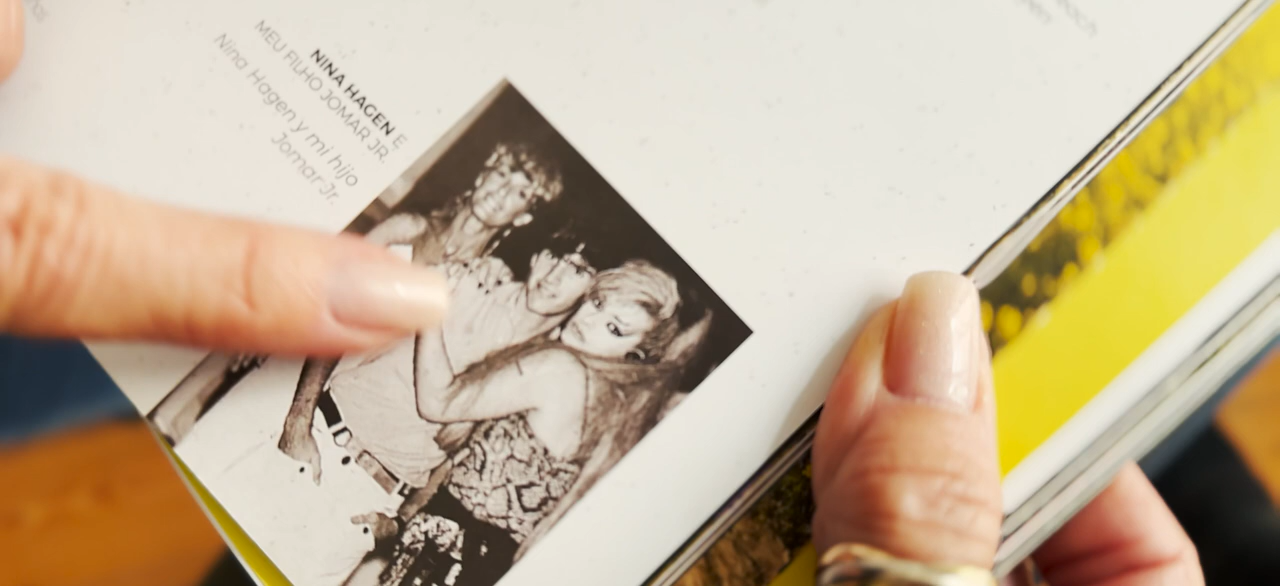 NINA HAGEN E
MEU FILHO JOMAR JR.
Nina Hagen y mi hijo
Jomar Jr.